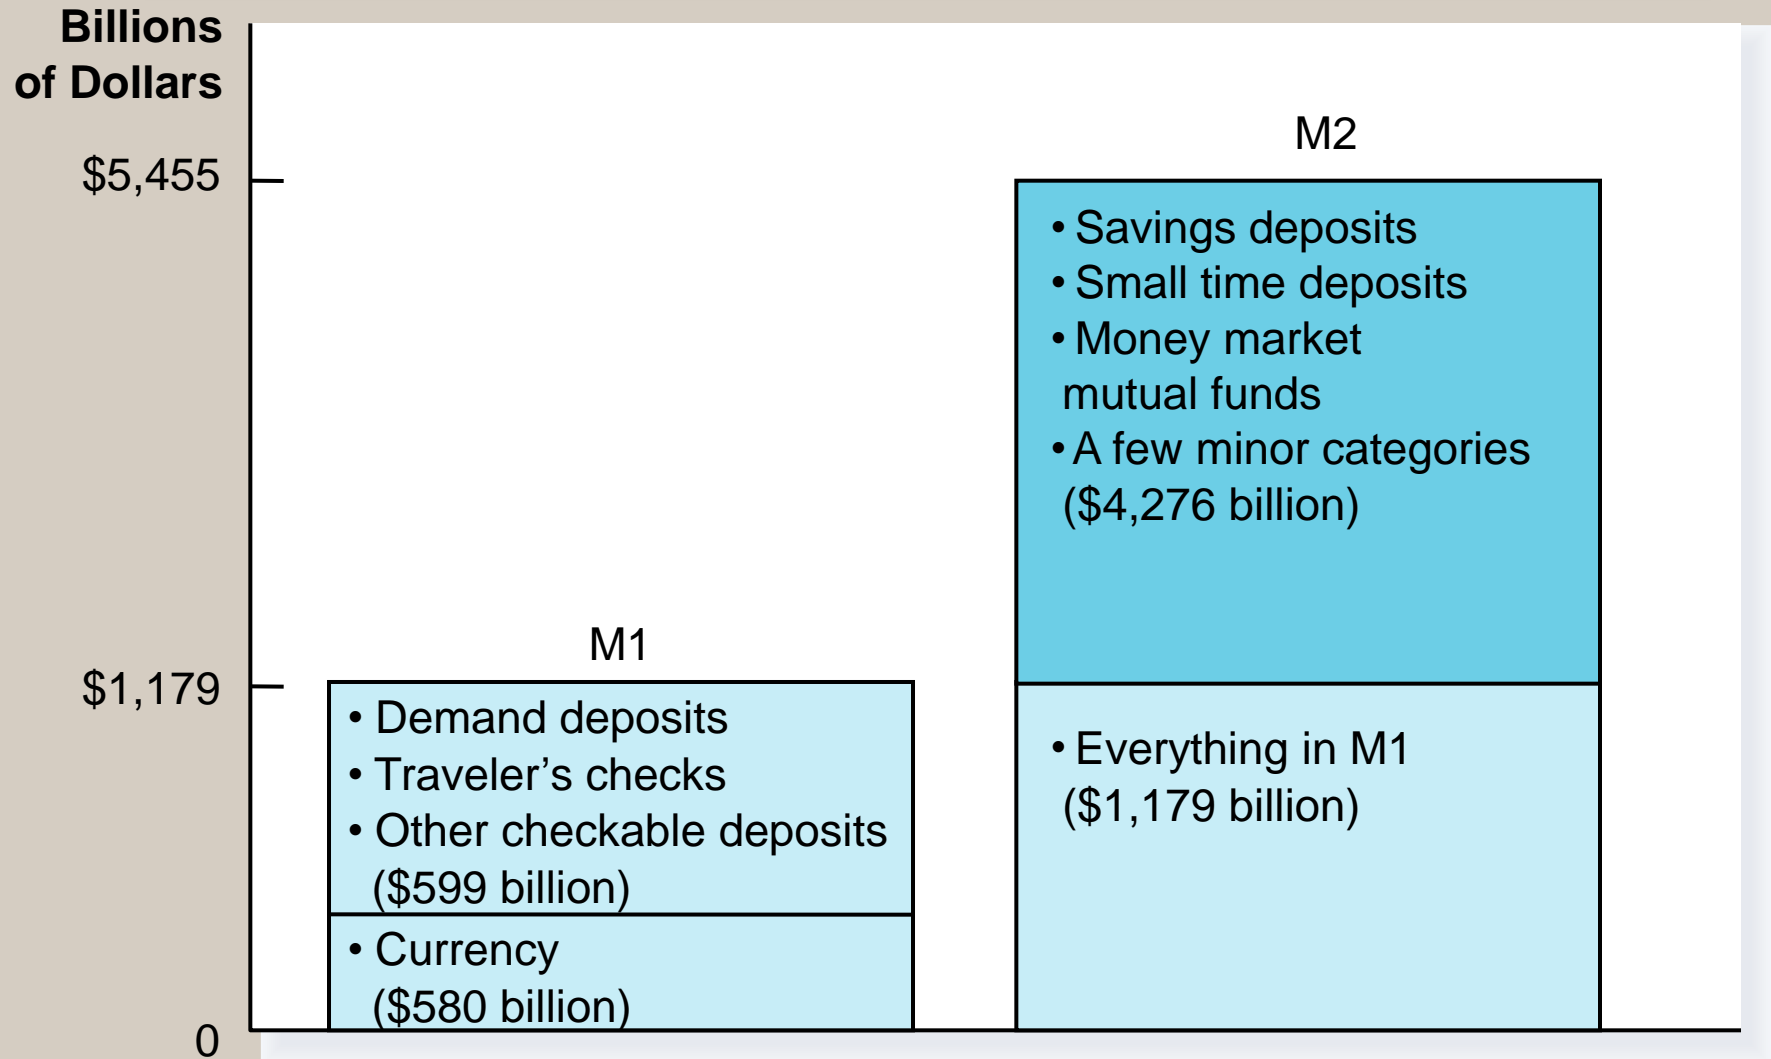 Billions
of Dollars
$5,455
$1,179
0
M1
• Demand deposits
• Traveler’s checks
• Other checkable deposits
($599 billion)
• Currency
($580 billion)
M2
• Savings deposits
• Small time deposits
• Money market
mutual funds
• A few minor categories
($4,276 billion)
• Everything in M1
($1,179 billion)